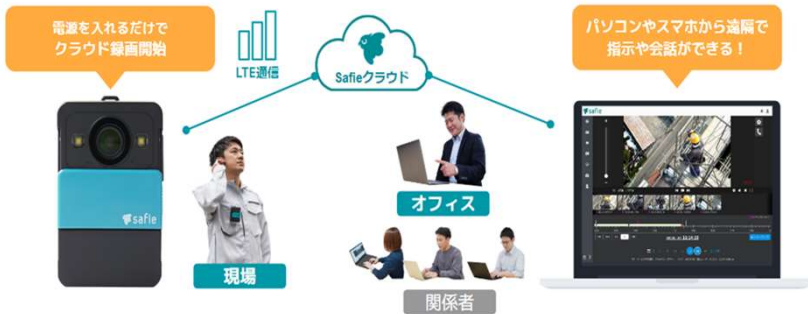 電源を入れるだけで
クラウド録画開始
LTE通信
Safieクラウド
パソコンやスマホから遠隔で
指示や会話ができる！
safie
現場
オフィス
関係者
safie